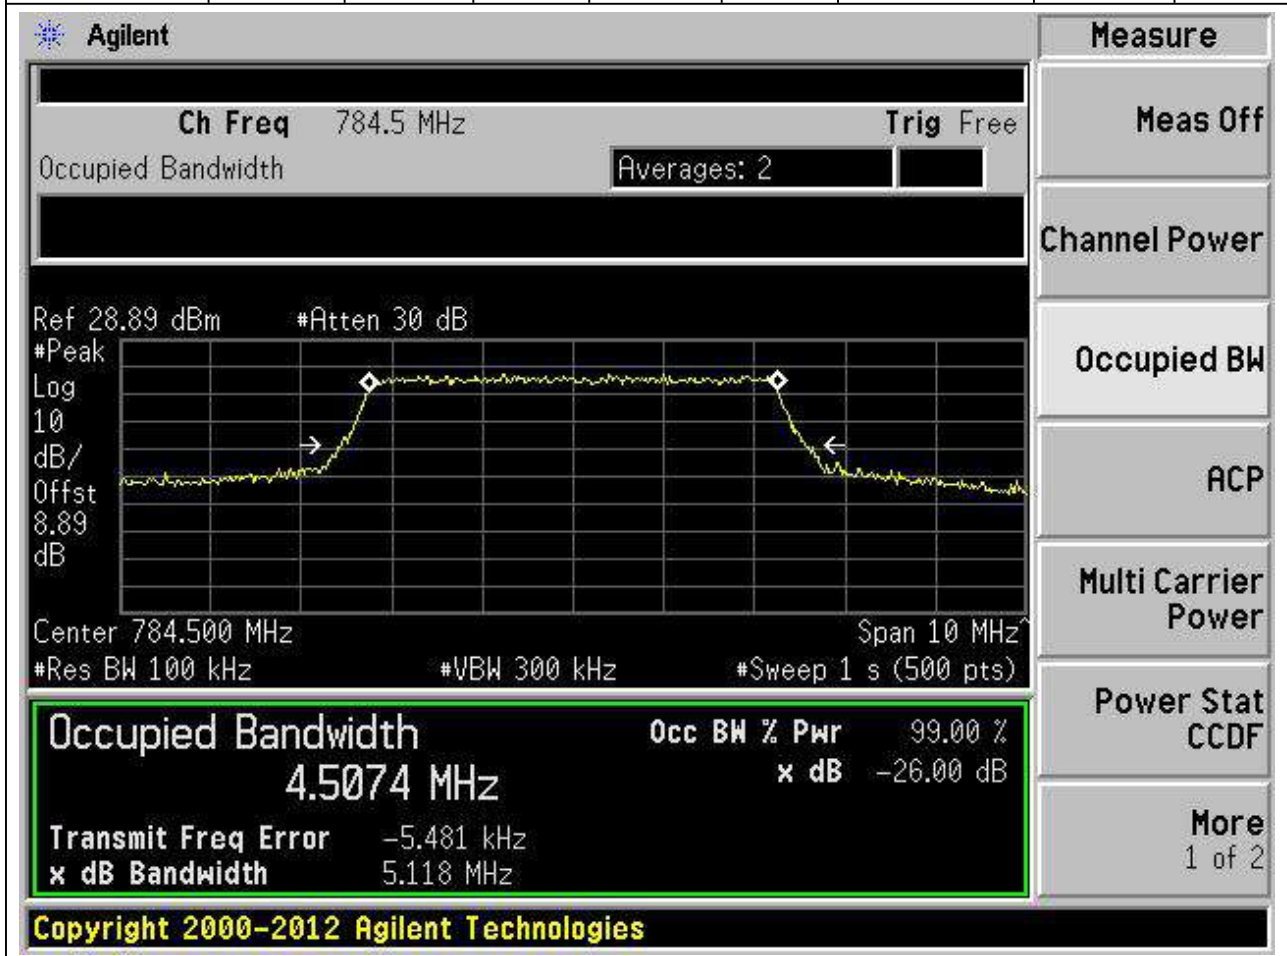 Agilent
Measure
Ch Freq 784.5 MHz Trig Free
Occupied Bandwidth Averages: 2
Meas Off
Channel Power
Occupied BW
ACP
Multi Carrier
Power
Power Stat
CCDF
More
1 of 2
Ref 28.89 dBm #Atten 30 dB
#Peak
Log
10
dB/
Offst
8.89
dB
Center 784.500 MHz Span 10 MHz^
#Res BW 100 kHz #VBW 300 kHz #Sweep 1 s (500 pts)
Occupied Bandwidth
4.5074 MHz
Occ BW % Pwr 99.00 %
x dB -26.00 dB
Transmit Freq Error -5.481 kHz
x dB Bandwidth 5.118 MHz
Copyright 2000-2012 Agilent Technologies